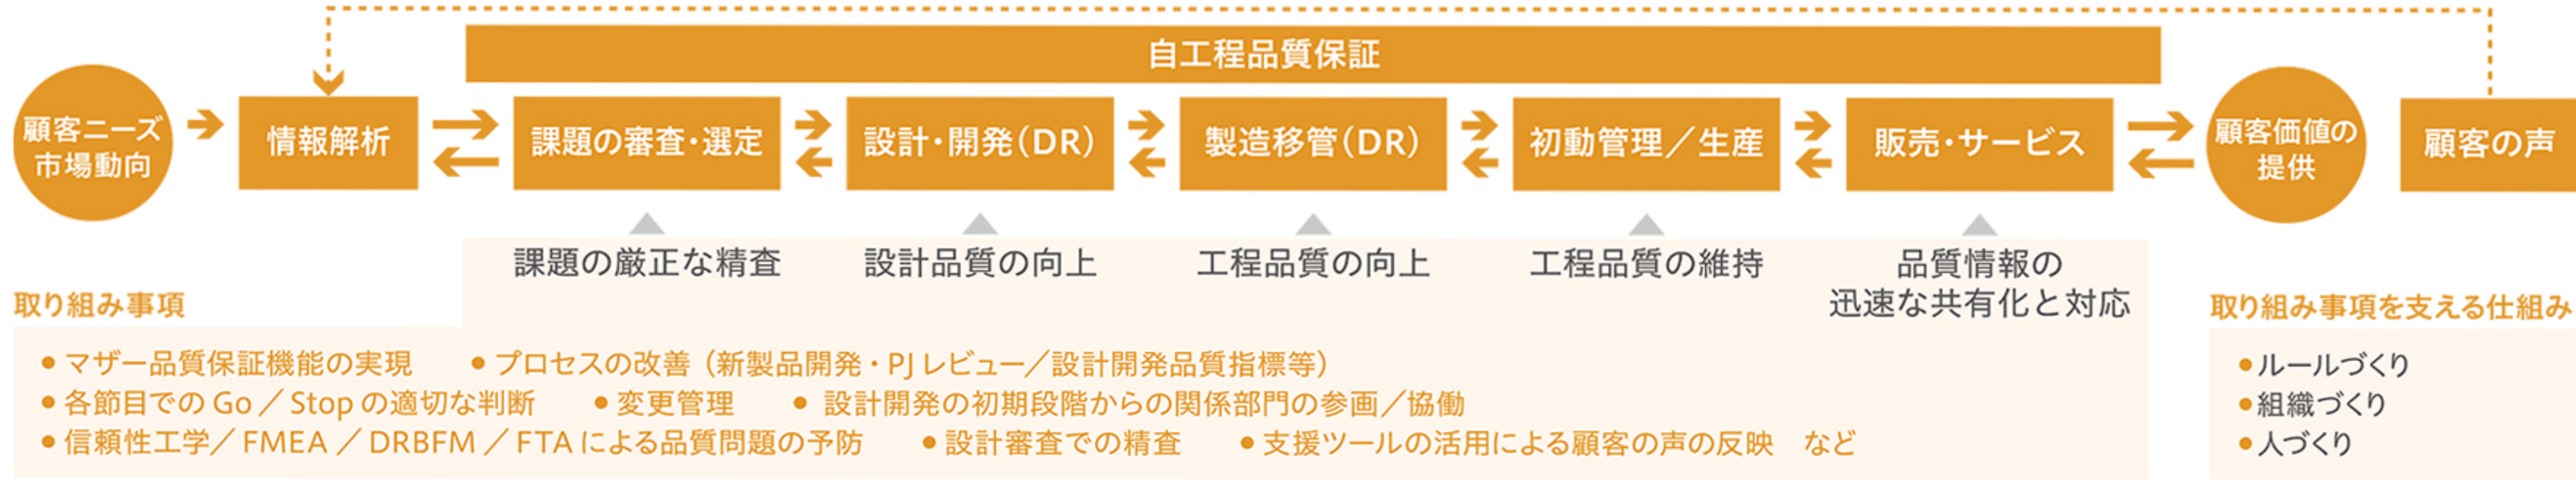 自工程品質保証
顧客ニーズ
市場動向
情報解析
課題の審査・選定
設計・開発（DR）
製造移管（DR）
初動管理／生産
販売・サービス
顧客価値の
提供
顧客の声
課題の厳正な精査
設計品質の向上
工程品質の向上
工程品質の維持
品質情報の
迅速な共有化と対応
取り組み事項
● マザー品質保証機能の実現　● プロセスの改善（新製品開発・PJレビュー／設計開発品質指標等）
● 各節目でのGo／Stopの適切な判断　● 変更管理　● 設計開発の初期段階からの関係部門の参画／協働
● 信頼性工学／FMEA／DRBFM／FTAによる品質問題の予防　● 設計審査での精査　● 支援ツールの活用による顧客の声の反映　など
取り組み事項を支える仕組み
●ルールづくり
●組織づくり
●人づくり